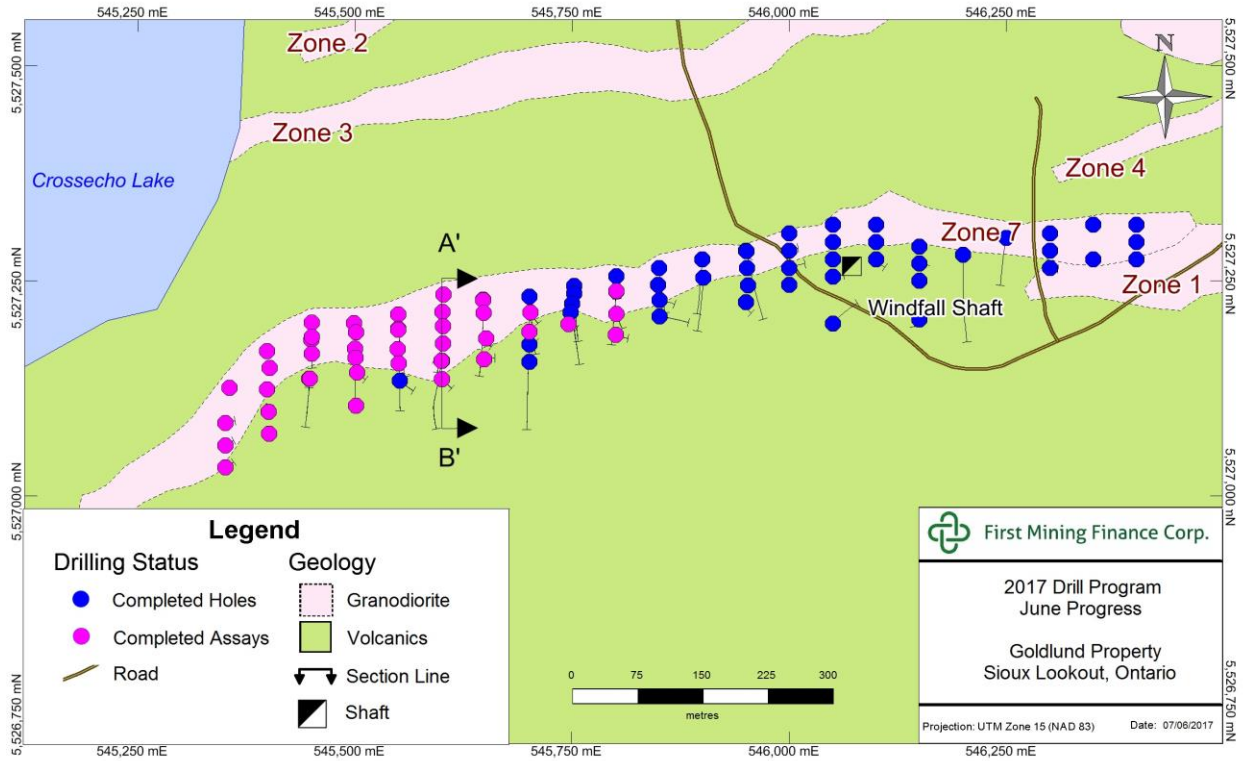 545,250 mE
545,500 mE
545,750 mE
546,000 mE
546,250 mE
5,527,500 mN
5,527,500 mN
Zone 2
N
Zone 3
Zone 4
Crossecho Lake
Zone 7
A'
5,527,250 mN
5,527,250 mN
Zone 1
Windfall Shaft
B'
5,527,000 mN
5,527,000 mN
Legend
Drilling Status
Geology
Completed Holes
Granodiorite
Completed Assays
Volcanics
Road
Section Line
Shaft
0 75 150 225 300
metres
First Mining Finance Corp.
2017 Drill Program
June Progress
Goldlund Property
Sioux Lookout, Ontario
Projection: UTM Zone 15 (NAD 83) Date: 07/06/2017
5,526,750 mN
5,526,750 mN
545,250 mE
545,500 mE
545,750 mE
546,000 mE
546,250 mE